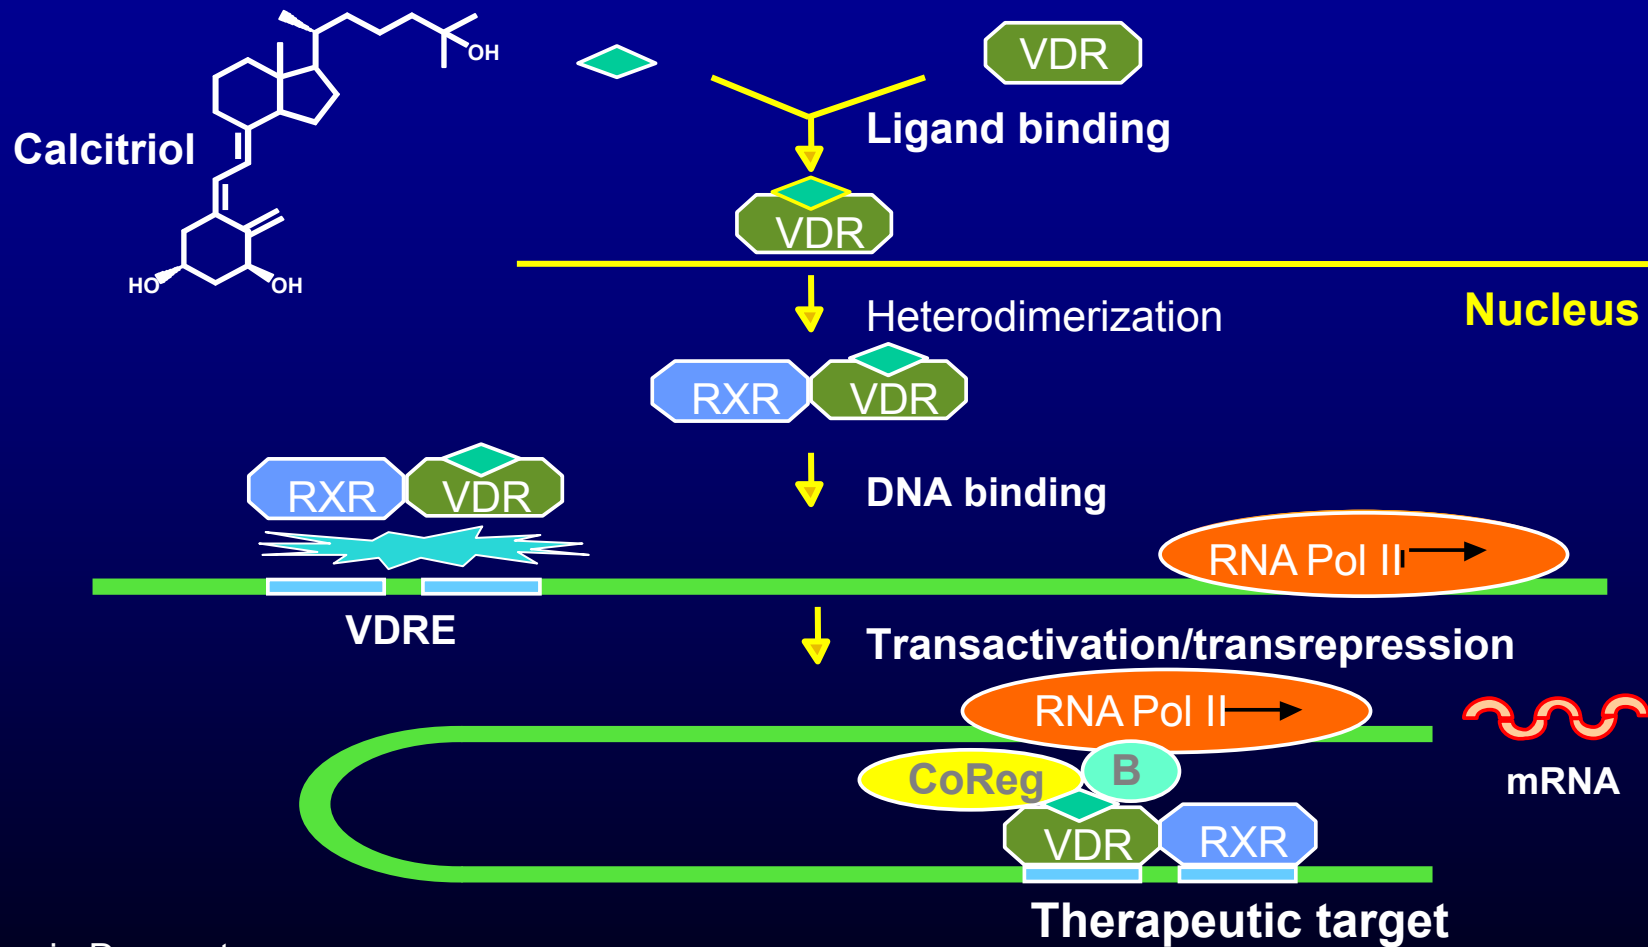 OH
VDR
Ligand binding
Calcitriol
VDR
HO
OH
Nucleus
Heterodimerization
RXR
VDR
RXR
VDR
DNA binding
RNA Pol II
VDRE
Transactivation/transrepression
RNA Pol II
CoReg
B
mRNA
VDR
RXR
Therapeutic target